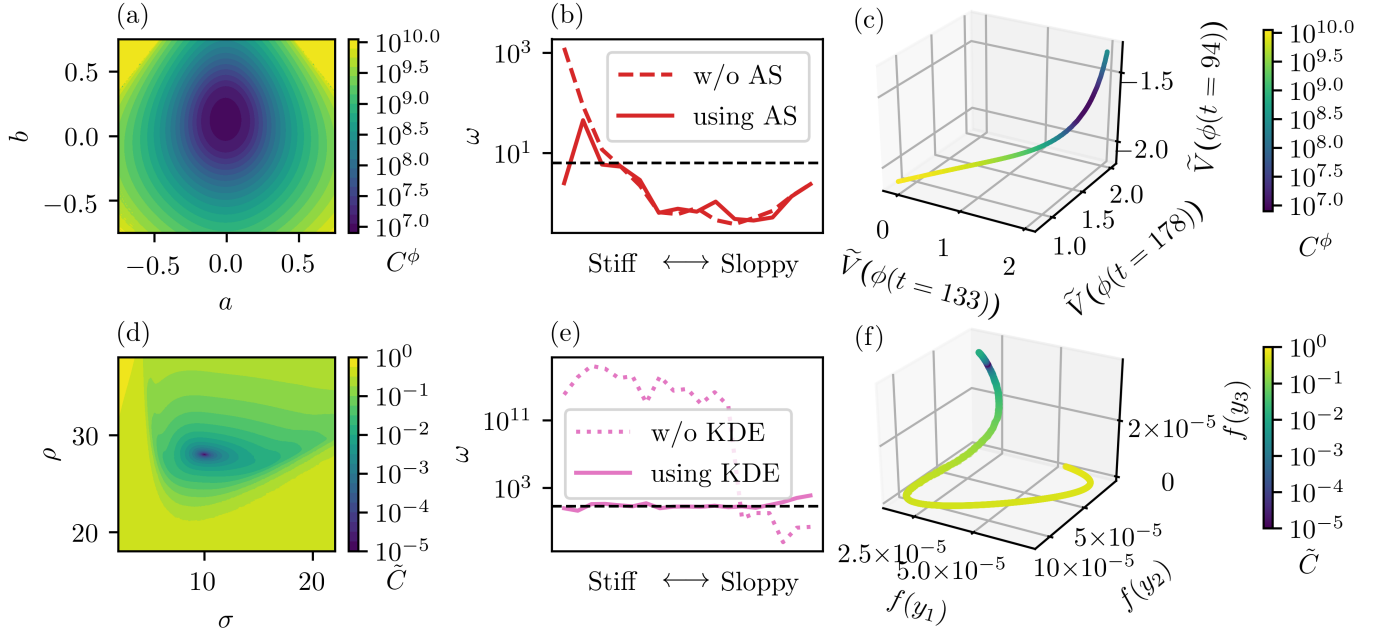 (a)
b
0.5
0.0
−0.5
−0.5
0.0
0.5
a
10^{10.0}
10^{9.5}
10^{9.0}
10^{8.5}
10^{8.0}
10^{7.5}
10^{7.0}
C^ϕ
(b)
ω
10^3
10^1
w/o AS
using AS
Stiff ⟷ Sloppy
(c)
0
1
2
Ṽ(ϕ(t = 133))
1.0
1.5
2.0
Ṽ(ϕ(t = 178))
−1.5
−2.0
Ṽ(ϕ(t = 94))
10^{10.0}
10^{9.5}
10^{9.0}
10^{8.5}
10^{8.0}
10^{7.5}
10^{7.0}
C^ϕ
(d)
ρ
30
20
10
20
σ
10^0
10^{−1}
10^{−2}
10^{−3}
10^{−4}
10^{−5}
C̃
(e)
ω
10^{11}
10^3
w/o KDE
using KDE
Stiff ⟷ Sloppy
(f)
2.5×10^{−5}
5.0×10^{−5}
f(y_1)
10×10^{−5}
5×10^{−5}
f(y_2)
2×10^{−5}
0
f(y_3)
10^0
10^{−1}
10^{−2}
10^{−3}
10^{−4}
10^{−5}
C̃